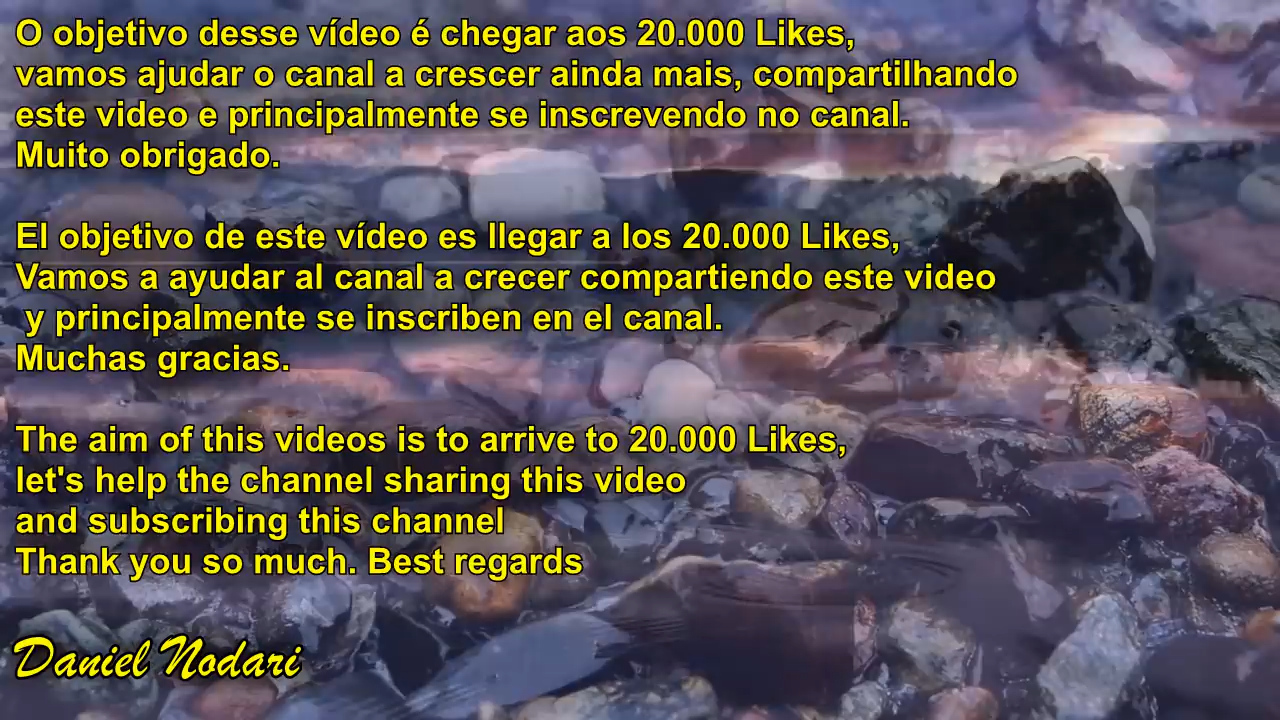 O objetivo desse vídeo é chegar aos 20.000 Likes,
vamos ajudar o canal a crescer ainda mais, compartilhando
este video e principalmente se inscrevendo no canal.
Muito obrigado.
El objetivo de este vídeo es llegar a los 20.000 Likes,
Vamos a ayudar al canal a crecer compartiendo este video
y principalmente se inscriben en el canal.
Muchas gracias.
The aim of this videos is to arrive to 20.000 Likes,
let's help the channel sharing this video
and subscribing this channel
Thank you so much. Best regards
Daniel Nodari